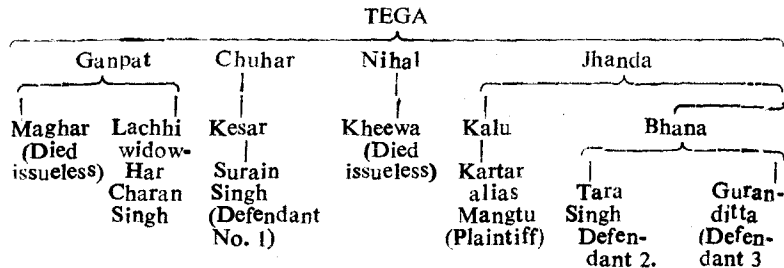 TEGA
Ganpat Chuhar Nihal Jhanda
Maghar Lachhi Kesar Kheewa Kalu Bhana
(Died widow- (Died
issueless) Har Surain issueless) Kartar
Charan Singh alias Tara Guran-
Singh (Defendant Mangtu Singh ditta
No. 1) (Plaintiff) Defen- (Defen-
dant 2. dant 3